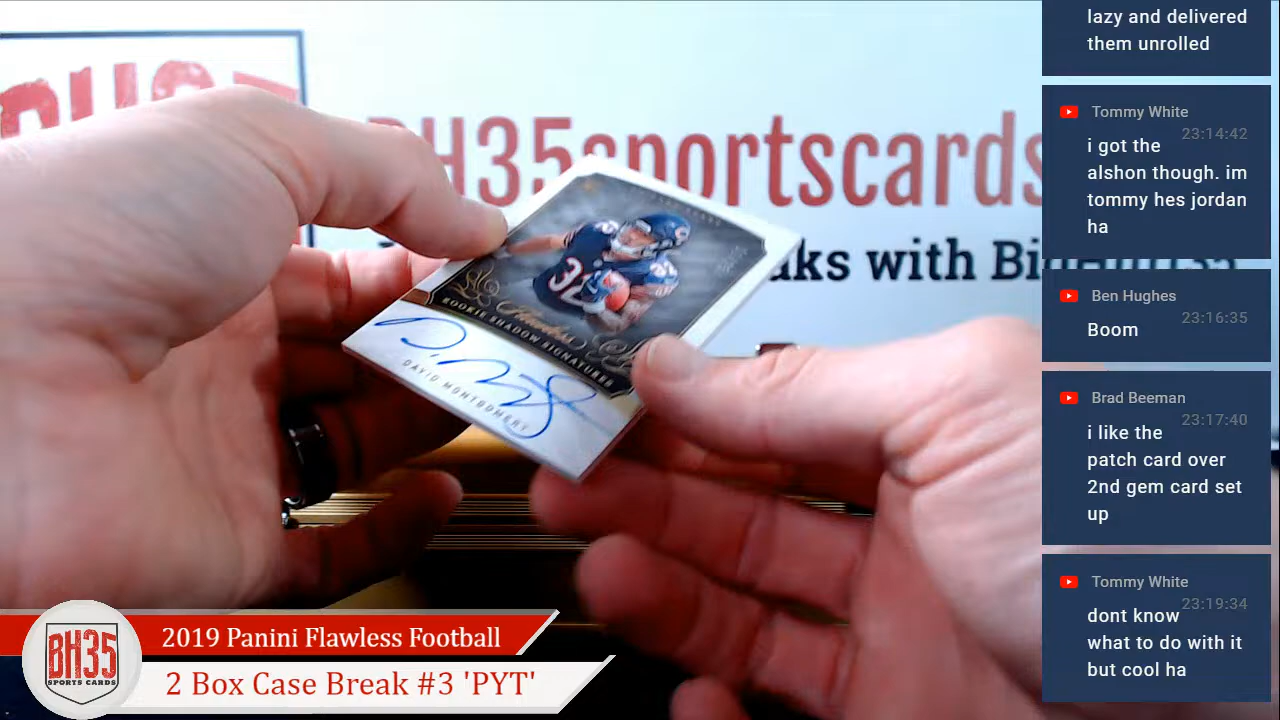 BH35sportscards
aks with Bi
32
Flawless
ROOKIE SHADOW SIGNATURES
DAVID MONTGOMERY
BH35
SPORTS CARDS
2019 Panini Flawless Football
2 Box Case Break #3 'PYT'
lazy and delivered
them unrolled
Tommy White
23:14:42
i got the
alshon though. im
tommy hes jordan
ha
Ben Hughes
23:16:35
Boom
Brad Beeman
23:17:40
i like the
patch card over
2nd gem card set
up
Tommy White
23:19:34
dont know
what to do with it
but cool ha